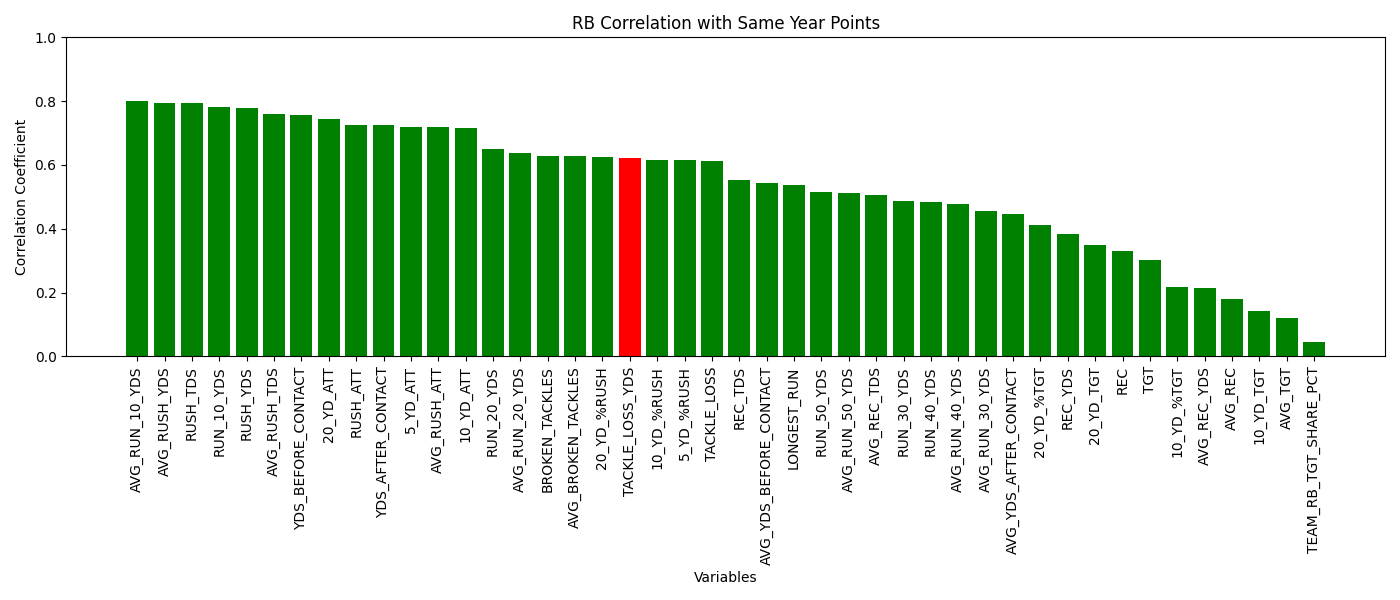 RB Correlation with Same Year Points
Correlation Coefficient
1.0
0.8
0.6
0.4
0.2
0.0
AVG_RUN_10_YDS
AVG_RUSH_YDS
RUSH_TDS
RUN_10_YDS
RUSH_YDS
AVG_RUSH_TDS
YDS_BEFORE_CONTACT
20_YD_ATT
RUSH_ATT
YDS_AFTER_CONTACT
5_YD_ATT
AVG_RUSH_ATT
10_YD_ATT
RUN_20_YDS
AVG_RUN_20_YDS
BROKEN_TACKLES
AVG_BROKEN_TACKLES
20_YD_%RUSH
TACKLE_LOSS_YDS
10_YD_%RUSH
5_YD_%RUSH
TACKLE_LOSS
REC_TDS
AVG_YDS_BEFORE_CONTACT
LONGEST_RUN
RUN_50_YDS
AVG_RUN_50_YDS
AVG_REC_TDS
RUN_30_YDS
RUN_40_YDS
AVG_RUN_40_YDS
AVG_RUN_30_YDS
AVG_YDS_AFTER_CONTACT
20_YD_%TGT
REC_YDS
20_YD_TGT
REC
TGT
10_YD_%TGT
AVG_REC_YDS
AVG_REC
10_YD_TGT
AVG_TGT
TEAM_RB_TGT_SHARE_PCT
Variables